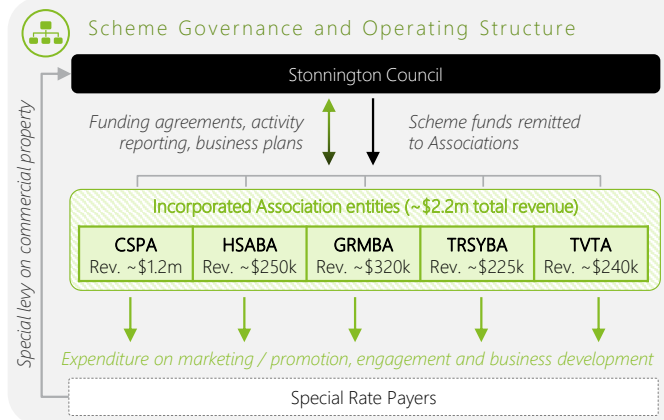 Scheme Governance and Operating Structure
Stonnington Council
Special levy on commercial property
Funding agreements, activity
reporting, business plans
Scheme funds remitted
to Associations
Incorporated Association entities (~$2.2m total revenue)
CSPA
Rev. ~$1.2m
HSABA
Rev. ~$250k
GRMBA
Rev. ~$320k
TRSYBA
Rev. ~$225k
TVTA
Rev. ~$240k
Expenditure on marketing / promotion, engagement and business development
Special Rate Payers